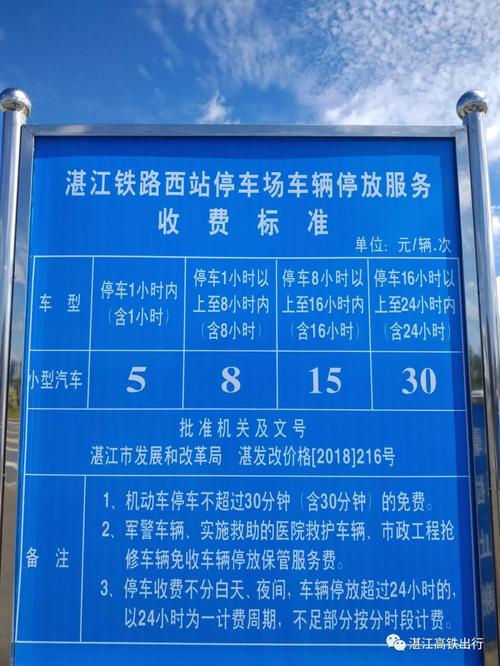 湛江铁路西站停车场车辆停放服务
收费标准
单位：元/辆.次
车型
停车1小时内
（含1小时）
停车1小时以
上至8小时内
（含8小时）
停车8小时以
上至16小时内
（含16小时）
停车16小时以
上至24小时内
（含24小时）
小型汽车 5 8 15 30
批准机关及文号
湛江市发展和改革局 湛发改价格[2018]216号
备注
1、机动车停车不超过30分钟（含30分钟）的免费。
2、军警车辆、实施救助的医院救护车辆、市政工程抢
修车辆免收车辆停放保管服务费。
3、停车收费不分白天、夜间，车辆停放超过24小时的，
以24小时为一计费周期，不足部分按分时段计费。
湛江高铁出行